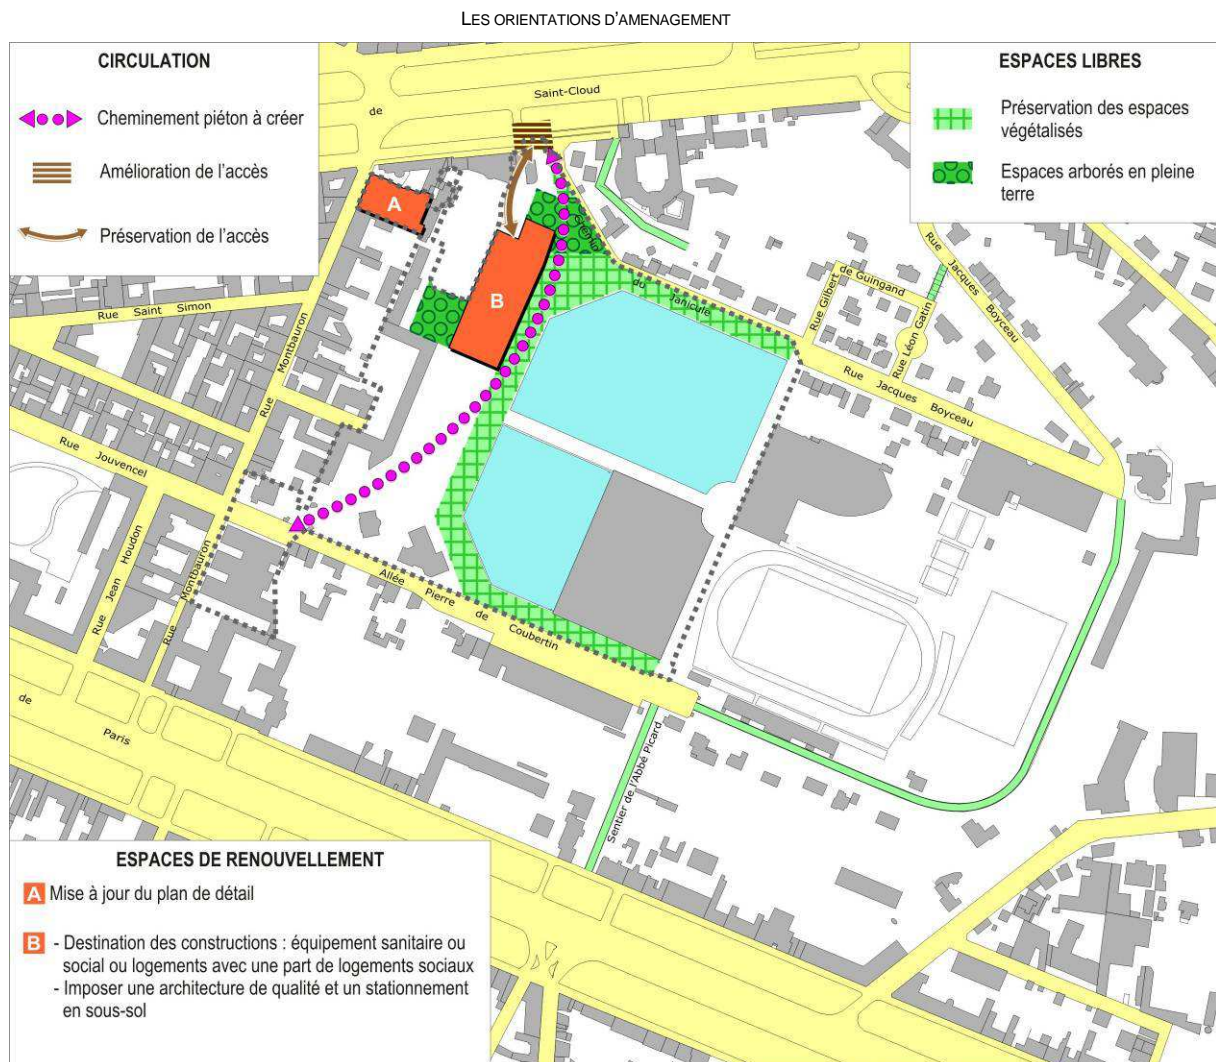 LES ORIENTATIONS D'AMENAGEMENT
CIRCULATION
Cheminement piéton à créer
Amélioration de l'accès
Préservation de l'accès
ESPACES LIBRES
Préservation des espaces
végétalisés
Espaces arborés en pleine
terre
de
Saint-Cloud
A
B
Chemin
du
Janicule
Rue Gilbert
de Guingand
Rue Léon Gatin
Rue
Jacques
Boyceau
Rue
Jacques
Boyceau
Rue Saint Simon
Rue
Montbauron
Rue
Jouvencel
Rue Jean Houdon
Rue
Montbauron
Allée
Pierre
de
Coubertin
de
Paris
Sentier de l'Abbé Picard
ESPACES DE RENOUVELLEMENT
A Mise à jour du plan de détail
B - Destination des constructions : équipement sanitaire ou
social ou logements avec une part de logements sociaux
- Imposer une architecture de qualité et un stationnement
en sous-sol